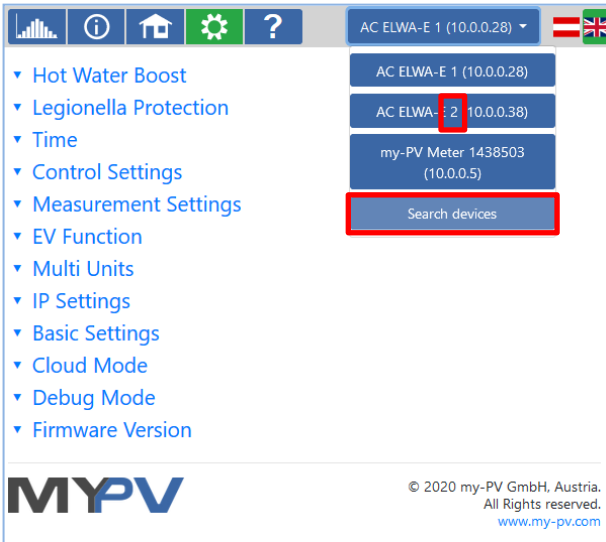 ?
AC ELWA-E 1 (10.0.0.28)
AC ELWA-E 1 (10.0.0.28)
AC ELWA-E 2 (10.0.0.38)
my-PV Meter 1438503
(10.0.0.5)
Search devices
Hot Water Boost
Legionella Protection
Time
Control Settings
Measurement Settings
EV Function
Multi Units
IP Settings
Basic Settings
Cloud Mode
Debug Mode
Firmware Version
MYPV
© 2020 my-PV GmbH, Austria.
All Rights reserved.
www.my-pv.com